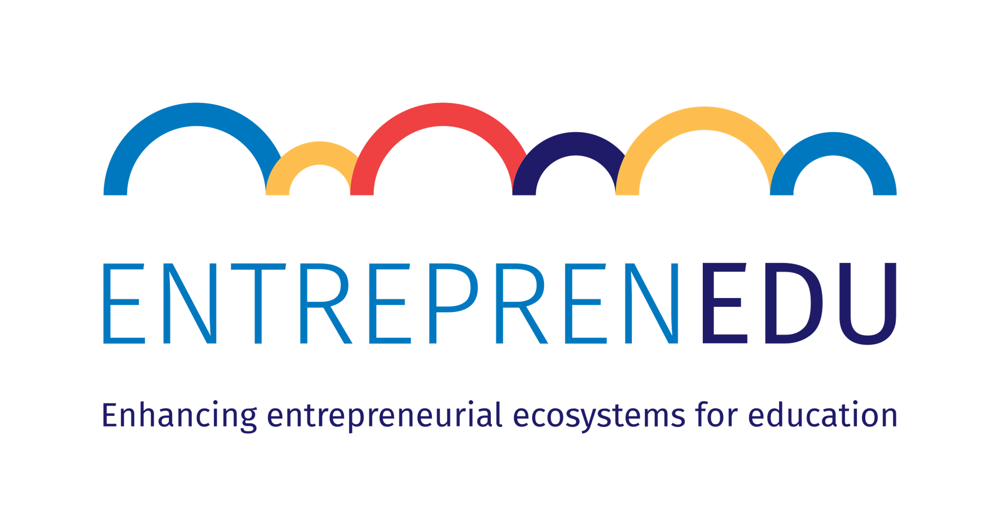 ENTREPRENEDU
Enhancing entrepreneurial ecosystems for education